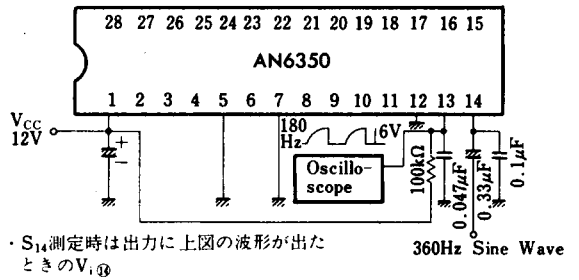 28 27 26 25 24 23 22 21 20 19 18 17 16 15
AN6350
1 2 3 4 5 6 7 8 9 10 11 12 13 14
VCC
12V
+
−
180
Hz
6V
Oscillo-
scope
100kΩ
0.047μF
0.33μF
0.1μF
360Hz Sine Wave
・S14測定時は出力に上図の波形が出た
ときのVi⑭